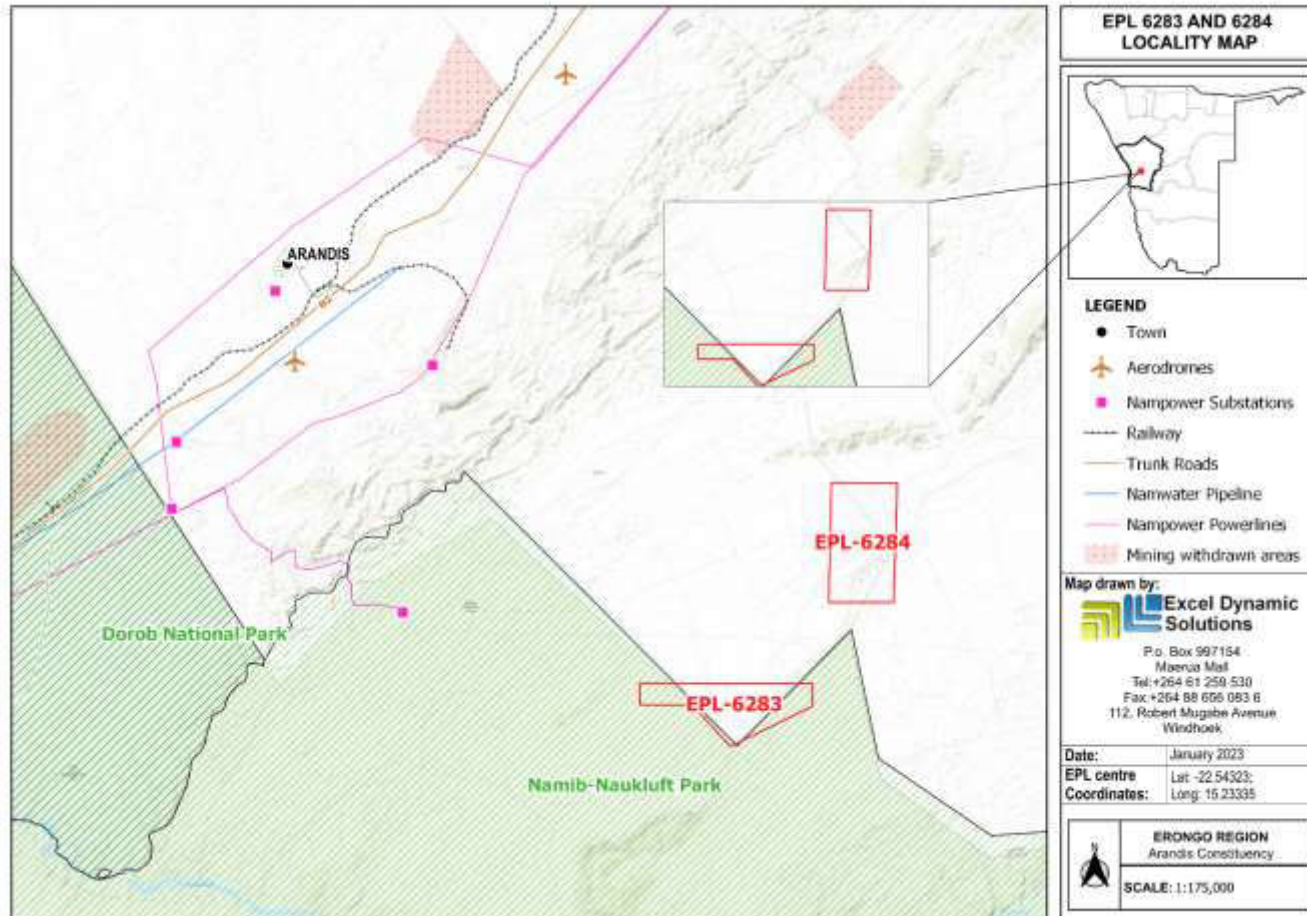 EPL 6283 AND 6284
LOCALITY MAP
ARANDIS
B2
EPL-6284
EPL-6283
Dorob National Park
Namib-Naukluft Park
LEGEND
Town
Aerodromes
Nampower Substations
Railway
Trunk Roads
Namwater Pipeline
Nampower Powerlines
Mining withdrawn areas
Map drawn by:
Excel Dynamic
Solutions
P.o. Box 997154
Maerua Mall
Tel:+264 61 259 530
Fax:+264 88 656 083 6
112, Robert Mugabe Avenue
Windhoek
Date: January 2023
EPL centre Lat: -22.54323;
Coordinates: Long: 15.23335
N
ERONGO REGION
Arandis Constituency
SCALE: 1:175,000